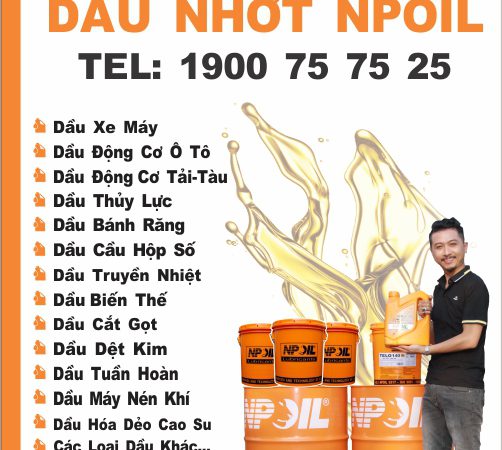 DẦU NHỚT NPOIL
TEL: 1900 75 75 25
Dầu Xe Máy
Dầu Động Cơ Ô Tô
Dầu Động Cơ Tải-Tàu
Dầu Thủy Lực
Dầu Bánh Răng
Dầu Cầu Hộp Số
Dầu Truyền Nhiệt
Dầu Biến Thế
Dầu Cắt Gọt
Dầu Dệt Kim
Dầu Tuần Hoàn
Dầu Máy Nén Khí
Dầu Hóa Dẻo Cao Su
Các Loại Dầu Khác...
NPOIL
NPOIL
NPOIL
NPOIL
NPOIL